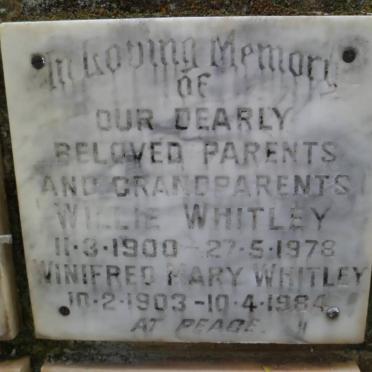 In Loving Memory
OF
OUR DEARLY
BELOVED PARENTS
AND GRANDPARENTS
WILLIE WHITLEY
11·3·1900 - 27·5·1978
WINIFRED MARY WHITLEY
10·2·1903 - 10·4·1984
AT PEACE.